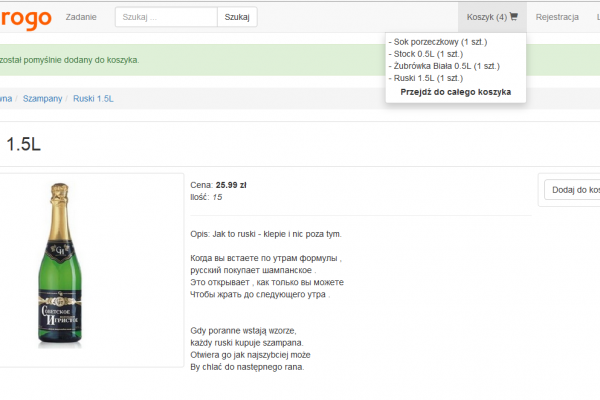 rogo Zadanie Szukaj ... Szukaj Koszyk (4) Rejestracja L
został pomyślnie dodany do koszyka.
- Sok porzeczkowy (1 szt.)
- Stock 0.5L (1 szt.)
- Żubrówka Biała 0.5L (1 szt.)
- Ruski 1.5L (1 szt.)
Przejdź do całego koszyka
wna / Szampany / Ruski 1.5L
1.5L
Cena: 25.99 zł
Ilość: 15
Dodaj do kos
Opis: Jak to ruski - klepie i nic poza tym.
Когда вы встаете по утрам формулы ,
русский покупает шампанское .
Это открывает , как только вы можете
Чтобы жрать до следующего утра .
Gdy poranne wstają wzorze,
każdy ruski kupuje szampana.
Otwiera go jak najszybciej może
By chlać do następnego rana.
Советское
Игристое